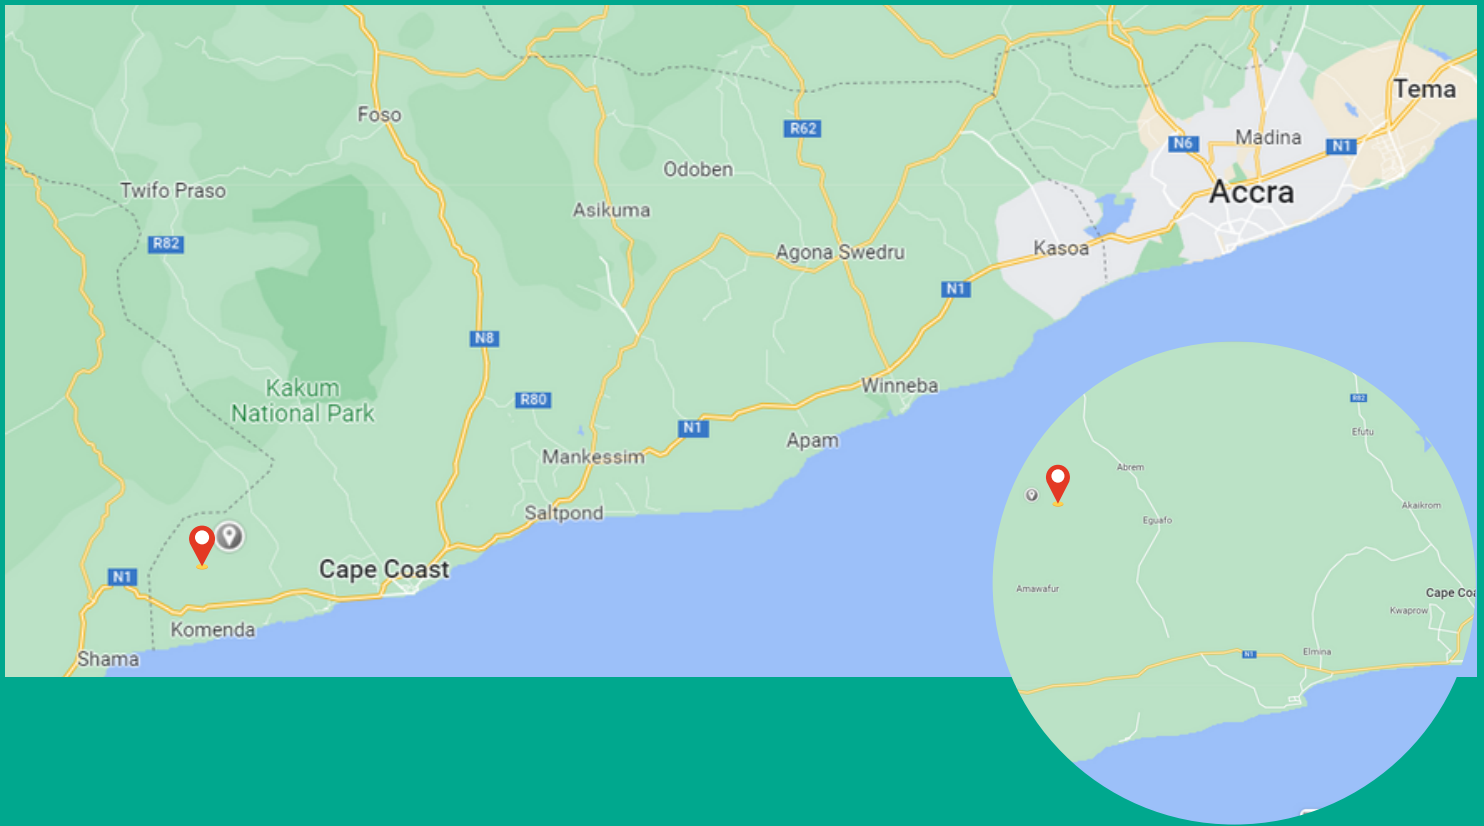 Tema
Foso
R62
Madina
N6
N1
Odoben
Twifo Praso
Accra
Asikuma
R82
Kasoa
Agona Swedru
N1
N8
Kakum
National Park
Winneba
R80
N1
Apam
Mankessim
Saltpond
Cape Coast
N1
Komenda
Shama
R82
Efutu
Abrem
Akaikrom
Eguafo
Amawafur
Cape Coa
Kwaprow
Elmina
N1